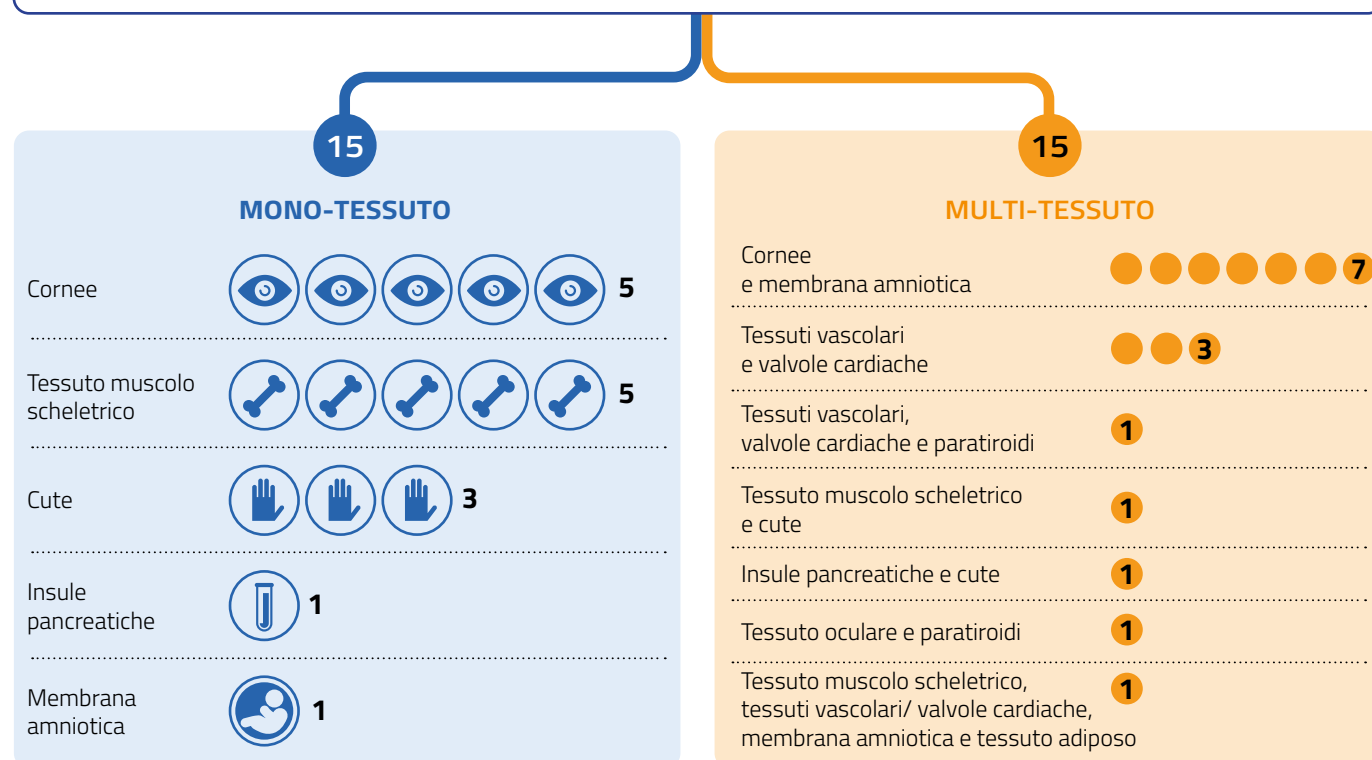 15
MONO-TESSUTO
Cornee
5
Tessuto muscolo
scheletrico
5
Cute
3
Insule
pancreatiche
1
Membrana
amniotica
1
15
MULTI-TESSUTO
Cornee
e membrana amniotica
7
Tessuti vascolari
e valvole cardiache
3
Tessuti vascolari,
valvole cardiache e paratiroidi
1
Tessuto muscolo scheletrico
e cute
1
Insule pancreatiche e cute
1
Tessuto oculare e paratiroidi
1
Tessuto muscolo scheletrico,
tessuti vascolari/ valvole cardiache,
membrana amniotica e tessuto adiposo
1